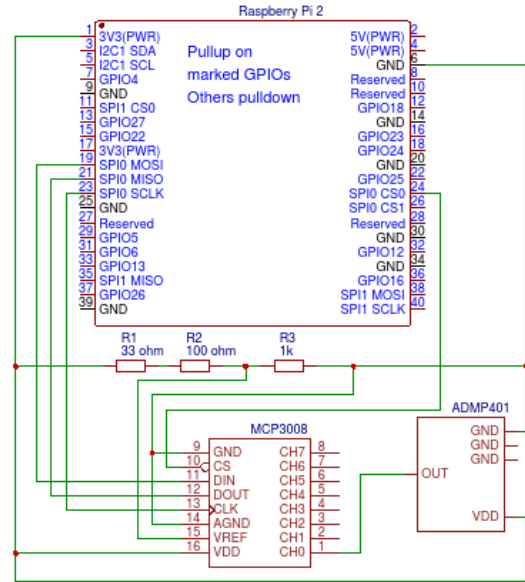 Raspberry Pi 2
1 3V3(PWR) 5V(PWR) 2
3 I2C1 SDA 5V(PWR) 4
5 I2C1 SCL GND 6
7 GPIO4 Reserved 8
9 GND Reserved 10
11 SPI1 CS0 GPIO18 12
13 GPIO27 GND 14
15 GPIO22 GPIO23 16
17 3V3(PWR) GPIO24 18
19 SPI0 MOSI GND 20
21 SPI0 MISO GPIO25 22
23 SPI0 SCLK SPI0 CS0 24
25 GND SPI0 CS1 26
27 Reserved Reserved 28
29 GPIO5 GND 30
31 GPIO6 GPIO12 32
33 GPIO13 GND 34
35 SPI1 MISO GPIO16 36
37 GPIO26 SPI1 MOSI 38
39 GND SPI1 SCLK 40
Pullup on
marked GPIOs
Others pulldown
R1 R2 R3
33 ohm 100 ohm 1k
MCP3008
9 GND CH7 8
10 CS CH6 7
11 DIN CH5 6
12 DOUT CH4 5
13 CLK CH3 4
14 AGND CH2 3
15 VREF CH1 2
16 VDD CH0 1
ADMP401
GND
GND
GND
OUT
VDD